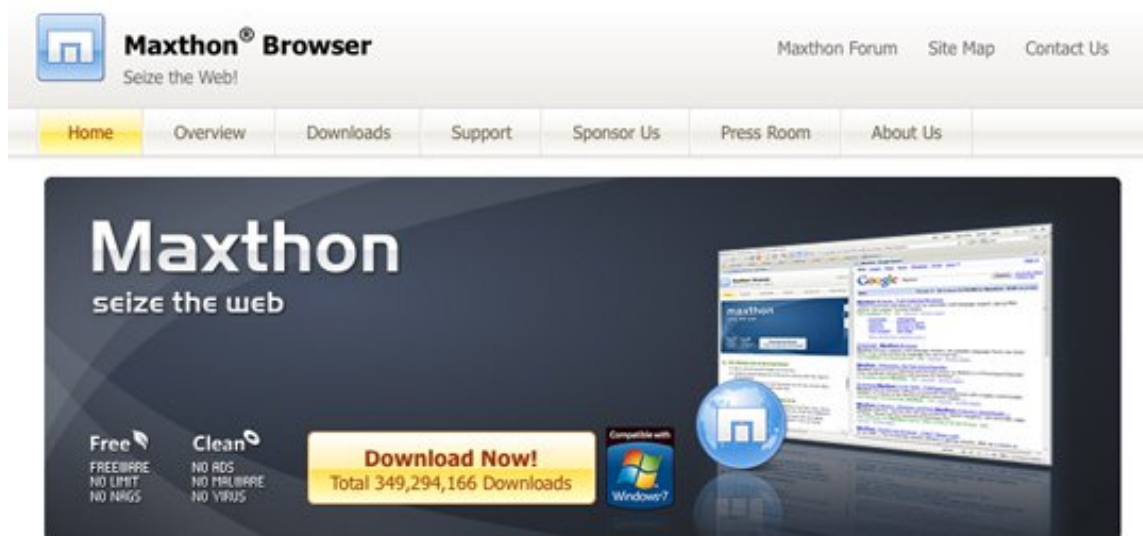 Maxthon® Browser
Seize the Web!
Maxthon Forum Site Map Contact Us
Home Overview Downloads Support Sponsor Us Press Room About Us
Maxthon
seize the web
Google
maxthon
Free Clean
FREEWARE NO ADS
NO LIMIT NO MALWARE
NO NAGS NO VIRUS
Download Now!
Total 349,294,166 Downloads
Compatible with
Windows 7